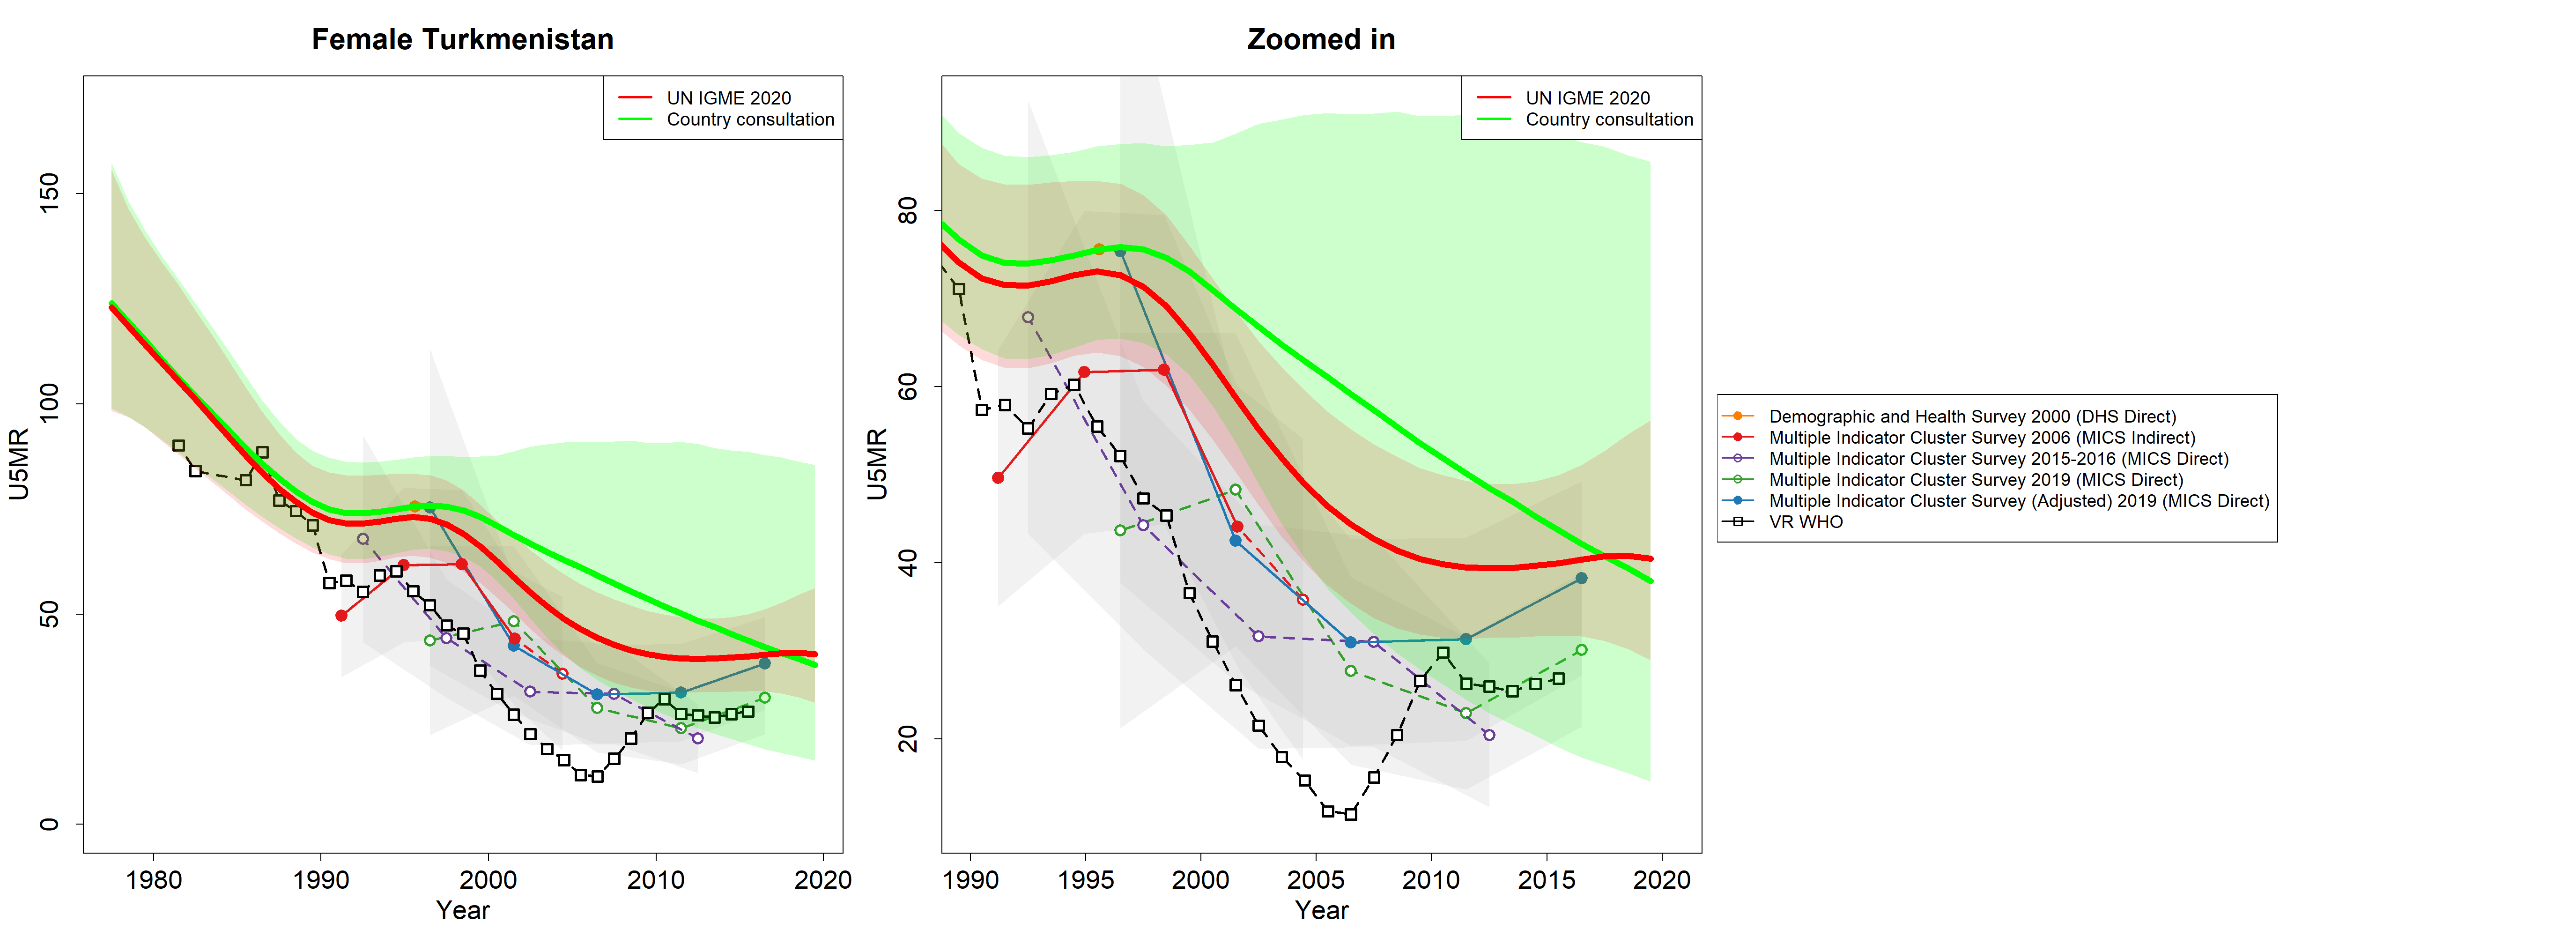 Female Turkmenistan
UN IGME 2020
Country consultation
U5MR
150
100
50
0
1980
1990
2000
2010
2020
Year
Zoomed in
UN IGME 2020
Country consultation
U5MR
80
60
40
20
1990
1995
2000
2005
2010
2015
2020
Year
Demographic and Health Survey 2000 (DHS Direct)
Multiple Indicator Cluster Survey 2006 (MICS Indirect)
Multiple Indicator Cluster Survey 2015-2016 (MICS Direct)
Multiple Indicator Cluster Survey 2019 (MICS Direct)
Multiple Indicator Cluster Survey (Adjusted) 2019 (MICS Direct)
VR WHO